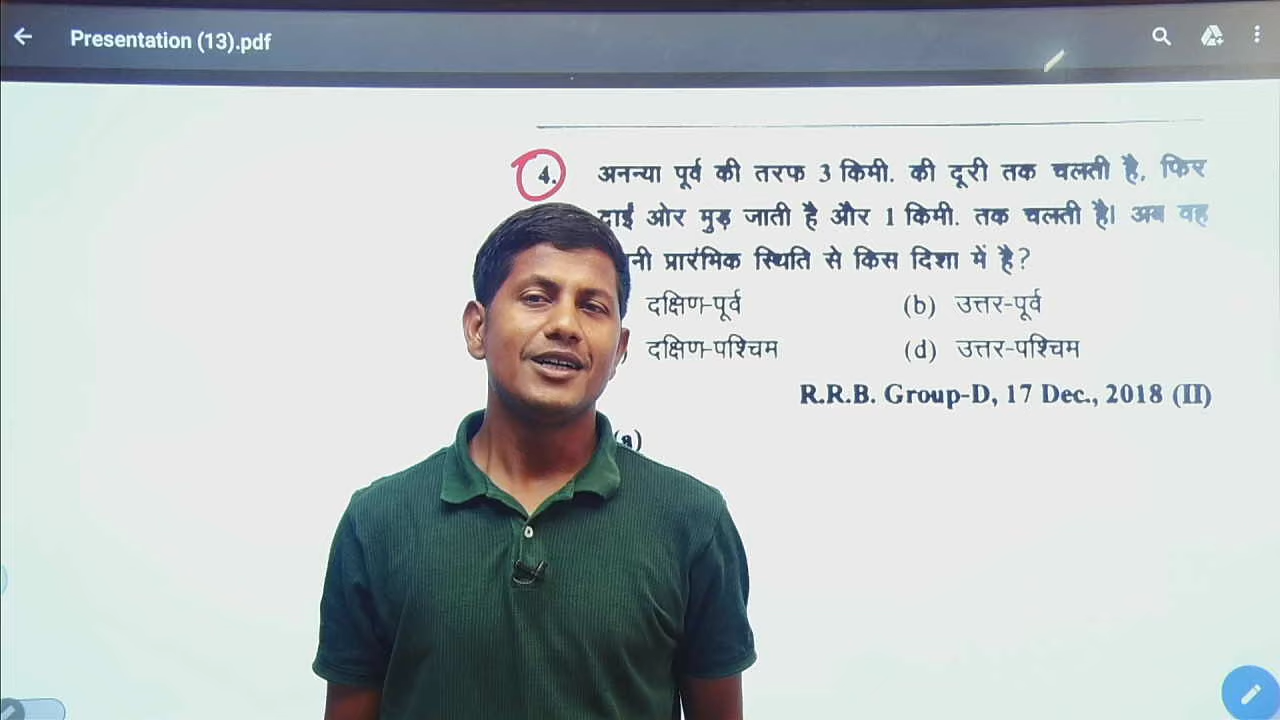 Presentation (13).pdf
4. अनन्या पूर्व की तरफ 3 किमी. की दूरी तक चलती है, फिर
दाईं ओर मुड़ जाती है और 1 किमी. तक चलती है। अब वह
प्रारंभिक स्थिति से किस दिशा में है?
दक्षिण-पूर्व (b) उत्तर-पूर्व
दक्षिण-पश्चिम (d) उत्तर-पश्चिम
R.R.B. Group-D, 17 Dec., 2018 (II)
(a)